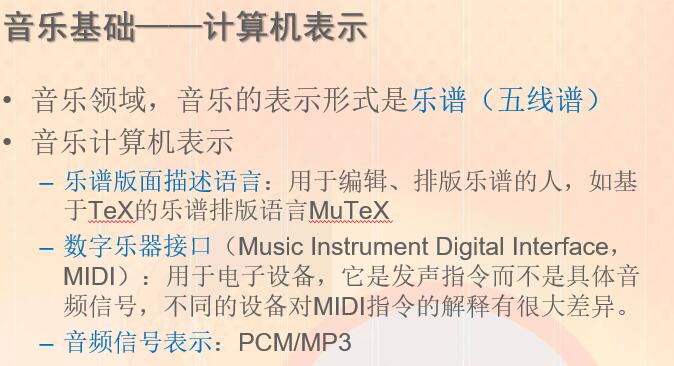 音乐基础——计算机表示
• 音乐领域，音乐的表示形式是乐谱（五线谱）
• 音乐计算机表示
– 乐谱版面描述语言：用于编辑、排版乐谱的人，如基
于TeX的乐谱排版语言MuTeX
– 数字乐器接口（Music Instrument Digital Interface，
MIDI）：用于电子设备，它是发声指令而不是具体音
频信号，不同的设备对MIDI指令的解释有很大差异。
– 音频信号表示：PCM/MP3